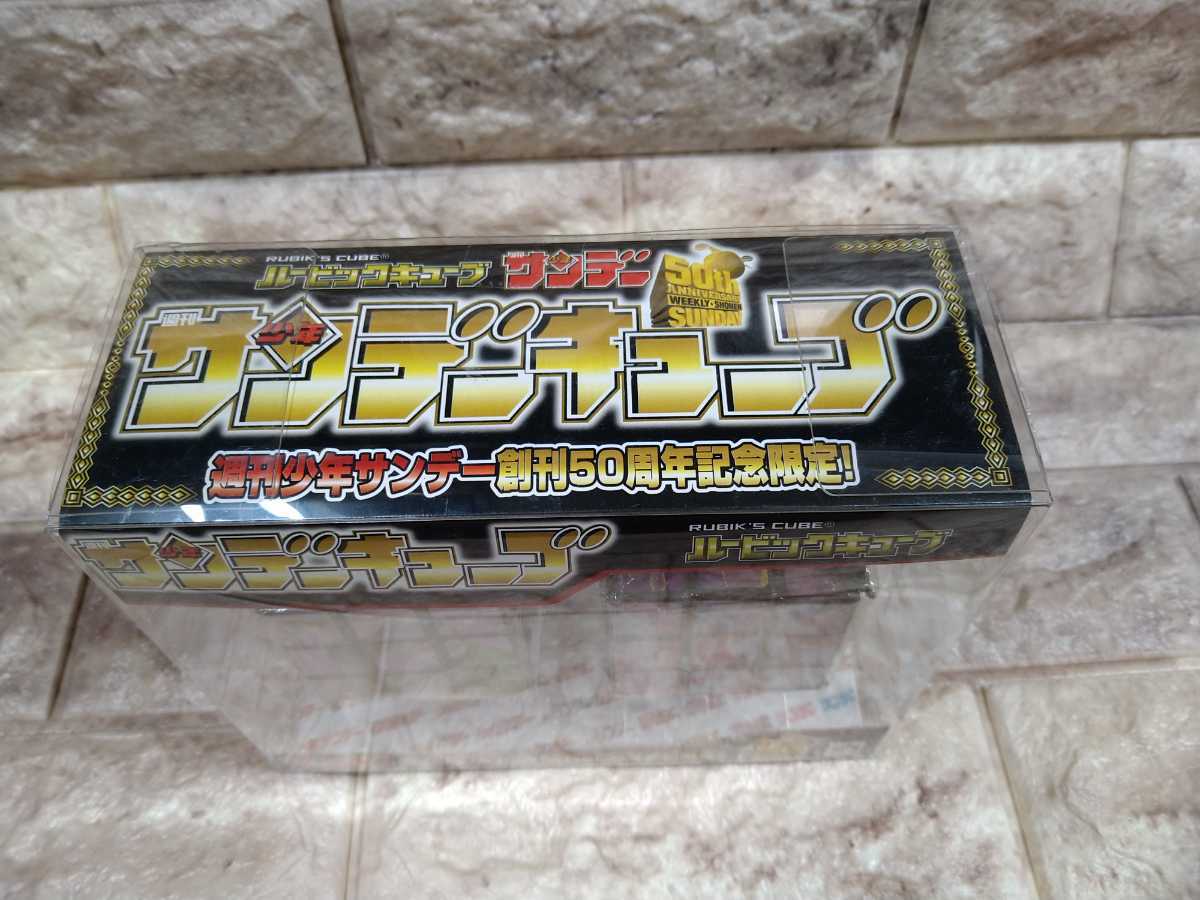 RUBIK'S CUBE®
ルービックキューブ サンデー
50th
ANNIVERSARY
WEEKLY☆SHONEN
SUNDAY
週刊少年サンデーキューブ
週刊少年サンデー創刊50周年記念限定!
少年サンデーキューブ
RUBIK'S CUBE®
ルービックキューブ